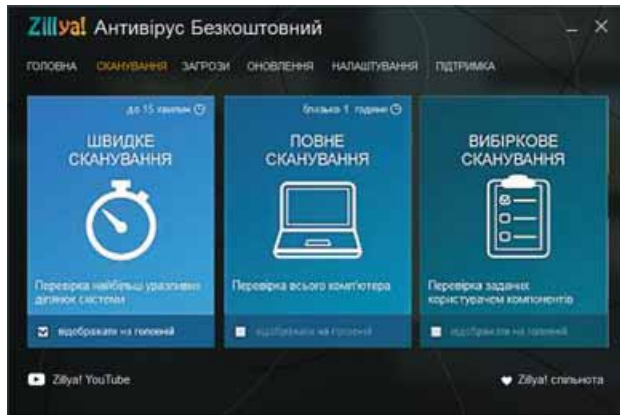 Zillya! Антивірус Безкоштовний
ГОЛОВНА СКАНУВАННЯ ЗАГРОЗИ ОНОВЛЕННЯ НАЛАШТУВАННЯ ПІДТРИМКА
до 15 хвилин
ШВИДКЕ
СКАНУВАННЯ
Перевірка найбільш уразливих
ділянок системи
відображати на головній
близько 1 години
ПОВНЕ
СКАНУВАННЯ
Перевірка всього комп'ютера
відображати на головній
ВИБІРКОВЕ
СКАНУВАННЯ
Перевірка заданих
користувачем компонентів
відображати на головній
Zillya! YouTube
Zillya! спільнота